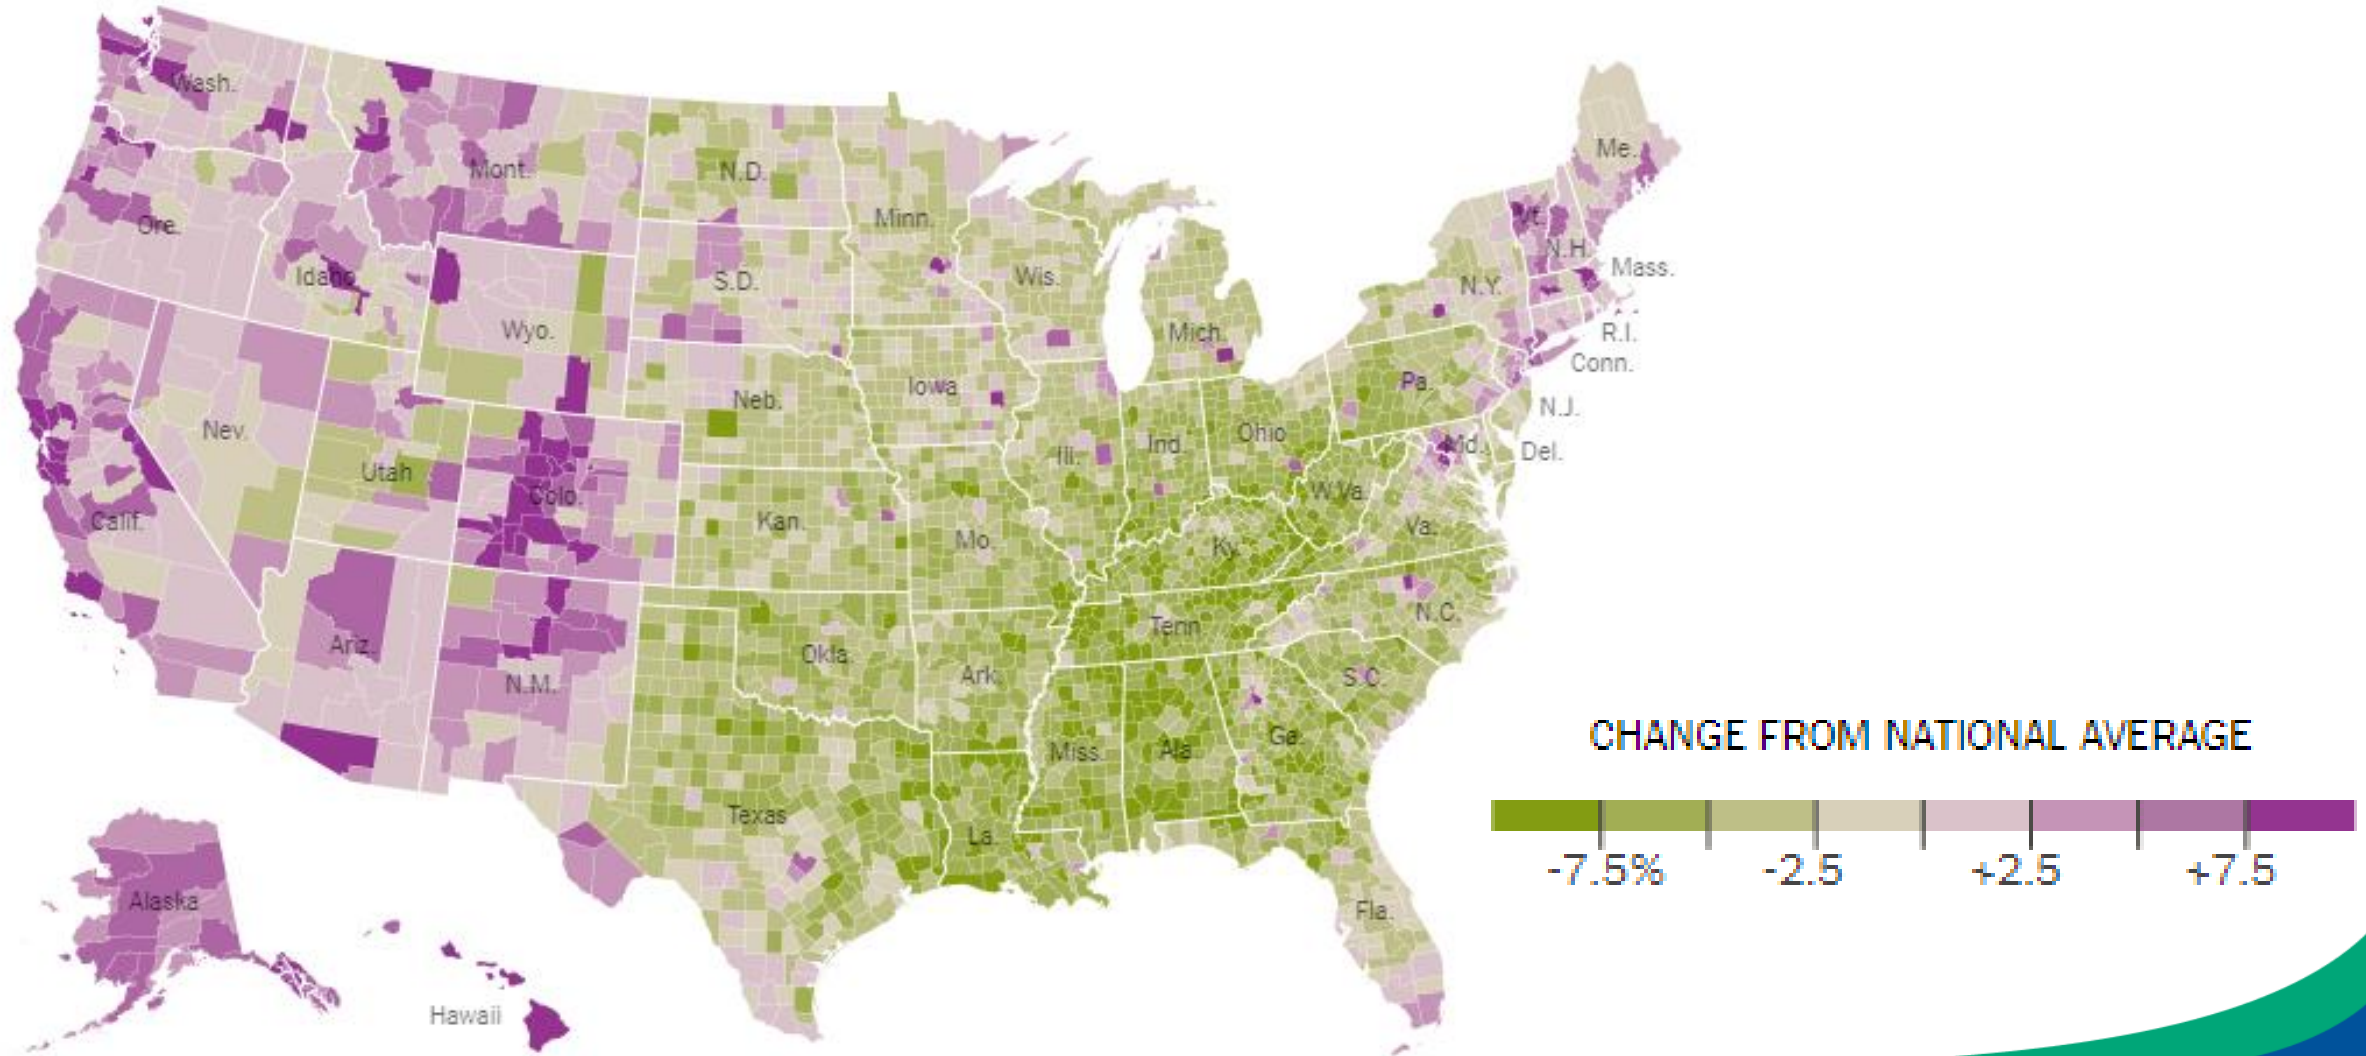 Wash.
Me.
Mont.
N.D.
Vt.
Ore.
Minn.
N.H.
Mass.
Idaho
S.D.
Wis.
N.Y.
Wyo.
Mich.
R.I.
Conn.
Iowa
Pa.
Neb.
N.J.
Nev.
Ohio
Ind.
Md.
Del.
Ill.
Utah
Colo.
W.Va.
Calif.
Kan.
Va.
Mo.
Ky.
N.C.
Tenn
Ariz.
Okla.
Ark.
S.C.
N.M.
CHANGE FROM NATIONAL AVERAGE
Miss.
Ala.
Ga.
Texas
La.
-7.5% -2.5 +2.5 +7.5
Alaska
Fla.
Hawaii